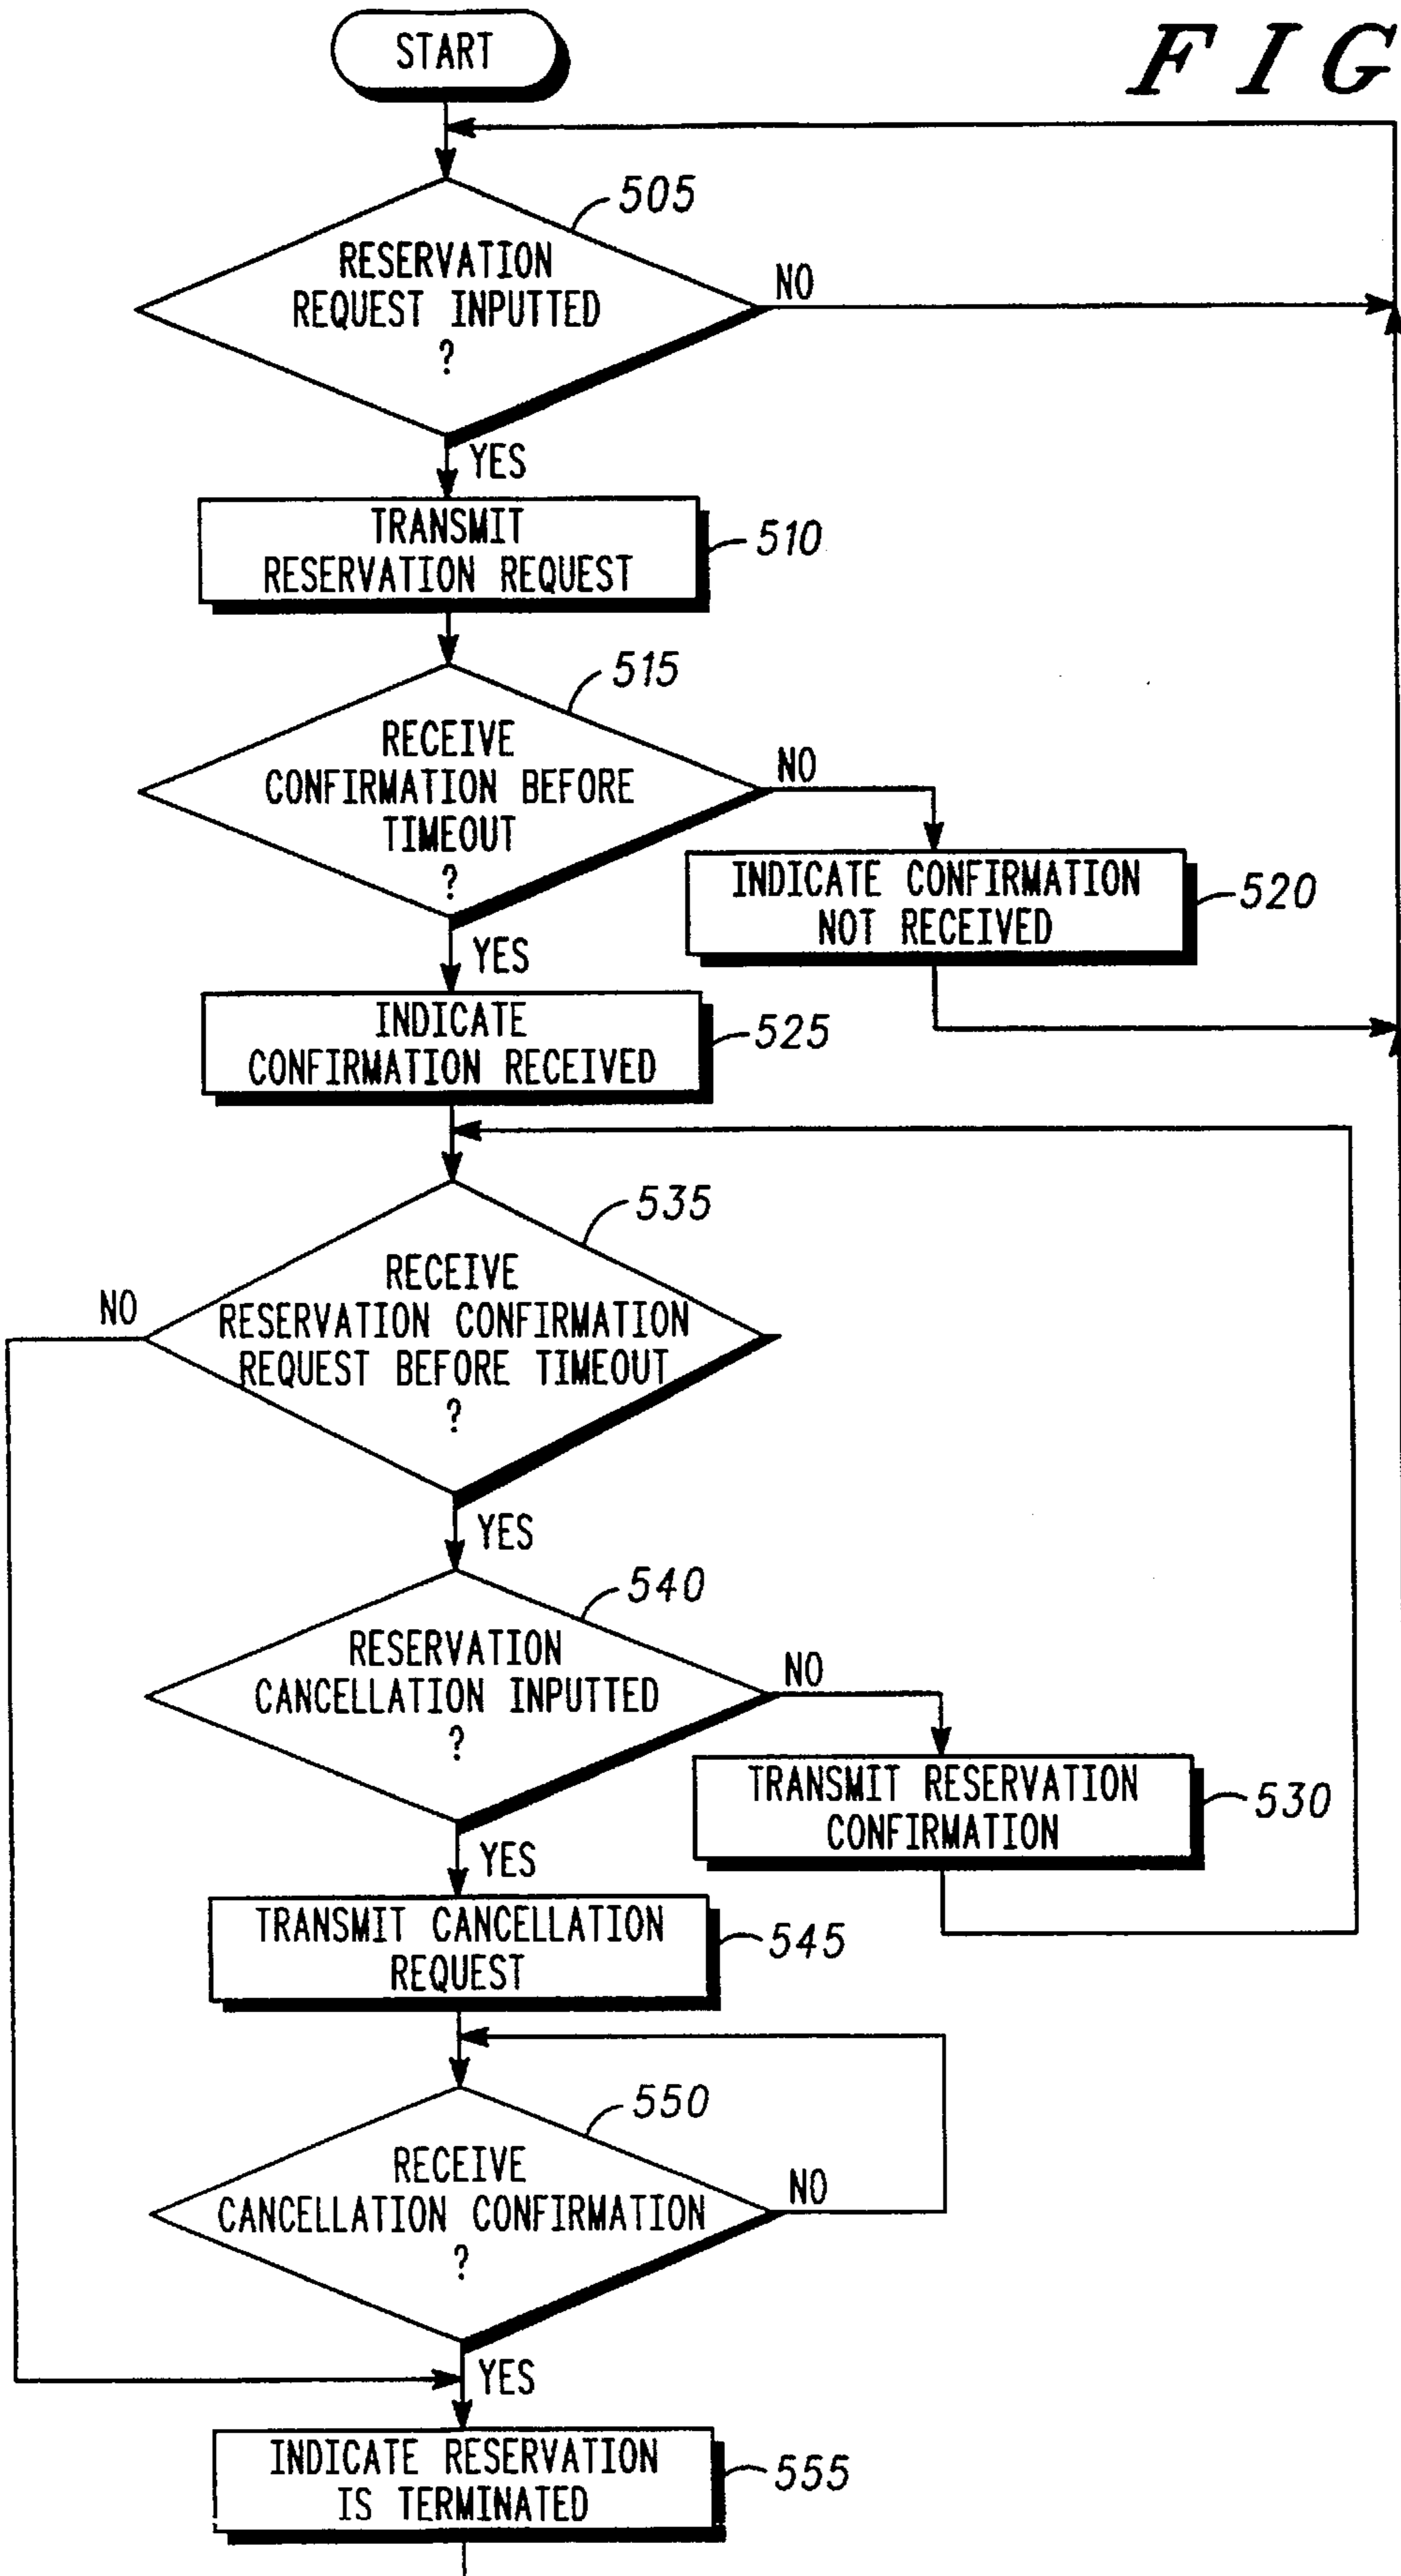 START
FIG
505
RESERVATION
REQUEST INPUTTED
?
NO
YES
TRANSMIT
RESERVATION REQUEST
510
515
RECEIVE
CONFIRMATION BEFORE
TIMEOUT
?
NO
INDICATE CONFIRMATION
NOT RECEIVED
520
YES
INDICATE
CONFIRMATION RECEIVED
525
535
RECEIVE
RESERVATION CONFIRMATION
REQUEST BEFORE TIMEOUT
?
NO
YES
540
RESERVATION
CANCELLATION INPUTTED
?
NO
TRANSMIT RESERVATION
CONFIRMATION
530
YES
TRANSMIT CANCELLATION
REQUEST
545
550
RECEIVE
CANCELLATION CONFIRMATION
?
NO
YES
INDICATE RESERVATION
IS TERMINATED
555